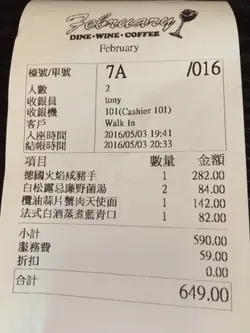 February
DINE·WINE·COFFEE
February
檯號/單號 7A /016
人數 2
收銀員 tony
收銀機 101(Cashier 101)
客戶 Walk In
入座時間 2016/05/03 19:41
結帳時間 2016/05/03 20:33
項目 數量 金額
德國火焰咸豬手 1 282.00
白松露忌廉野菌湯 2 84.00
欖油蒜片蟹肉天使面 1 142.00
法式白酒蒸煮藍青口 1 82.00
小計 590.00
服務費 59.00
折扣 0.00
合計: 649.00